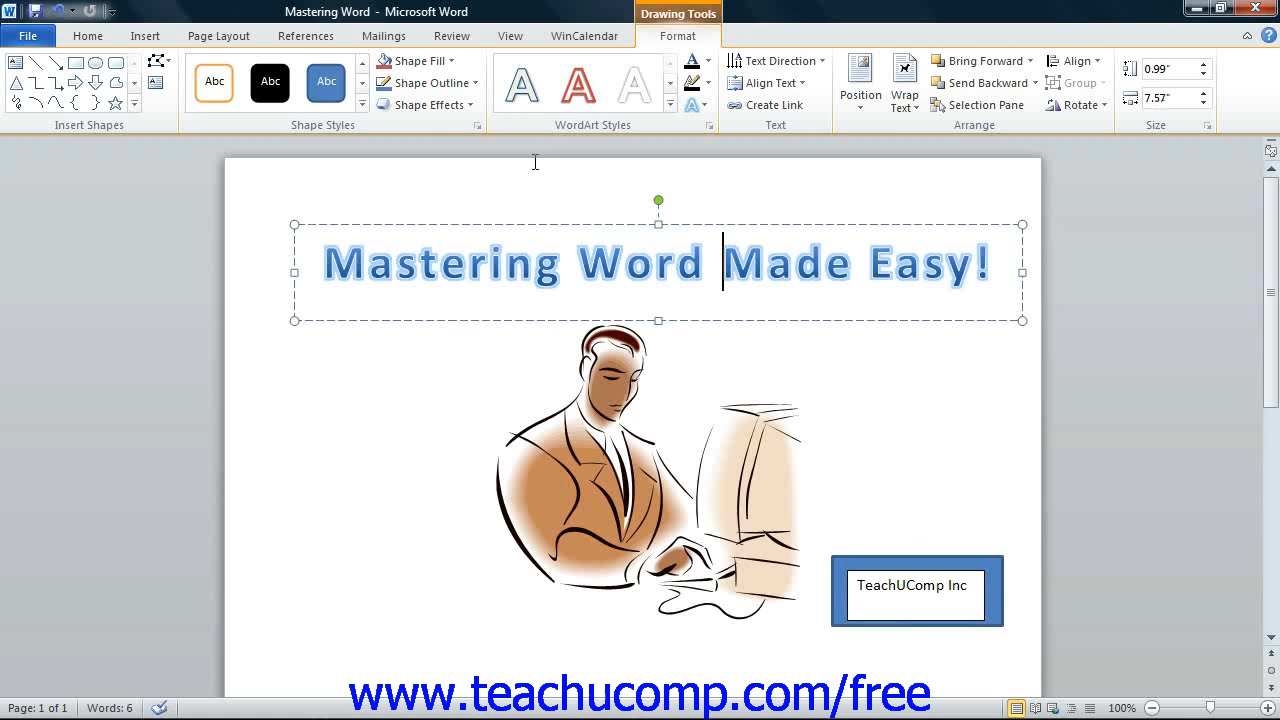 Mastering Word - Microsoft Word
Drawing Tools
File Home Insert Page Layout References Mailings Review View WinCalendar Format
Abc Abc Abc
Shape Fill
Shape Outline
Shape Effects
Text Direction
Align Text
Create Link
Position
Wrap Text
Bring Forward
Send Backward
Selection Pane
Align
Group
Rotate
0.99"
7.57"
Insert Shapes Shape Styles WordArt Styles Text Arrange Size
Mastering Word Made Easy!
TeachUComp Inc
www.teachucomp.com/free
Page: 1 of 1 Words: 6 100%